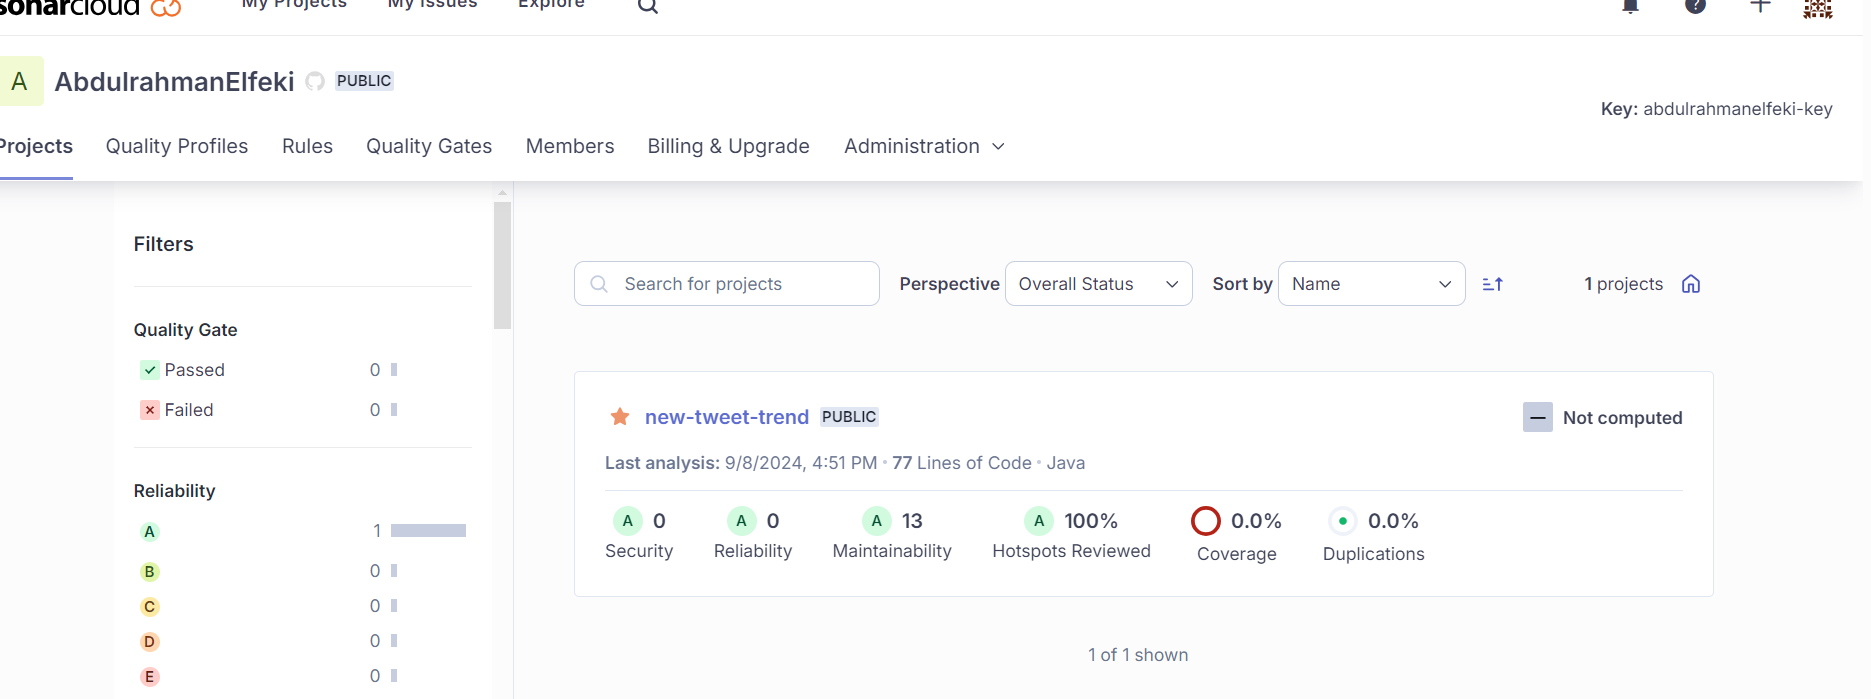 sonarcloud
My Projects My Issues Explore
A AbdulrahmanElfeki PUBLIC
Key: abdulrahmanelfeki-key
Projects Quality Profiles Rules Quality Gates Members Billing & Upgrade Administration
Filters
Search for projects Perspective Overall Status Sort by Name 1 projects
Quality Gate
Passed 0
Failed 0
Reliability
A 1
B 0
C 0
D 0
E 0
new-tweet-trend PUBLIC Not computed
Last analysis: 9/8/2024, 4:51 PM • 77 Lines of Code • Java
A 0 A 0 A 13 A 100% 0.0% 0.0%
Security Reliability Maintainability Hotspots Reviewed Coverage Duplications
1 of 1 shown